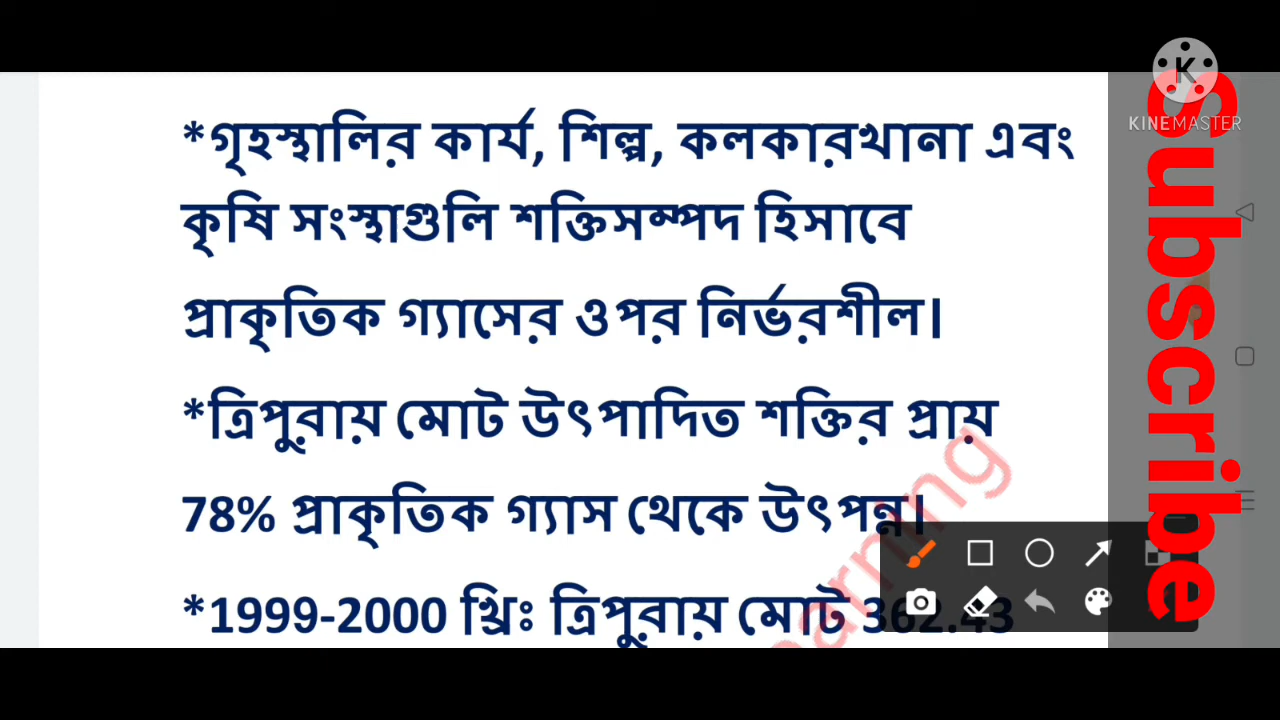 *গৃহস্থালির কার্য, শিল্প, কলকারখানা এবং
কৃষি সংস্থাগুলি শক্তিসম্পদ হিসাবে
প্রাকৃতিক গ্যাসের ওপর নির্ভরশীল।
*ত্রিপুরায় মোট উৎপাদিত শক্তির প্রায়
78% প্রাকৃতিক গ্যাস থেকে উৎপন্ন।
*1999-2000 খ্রিঃ ত্রিপুরায় মোট 362.43
Subscribe
KINEMASTER